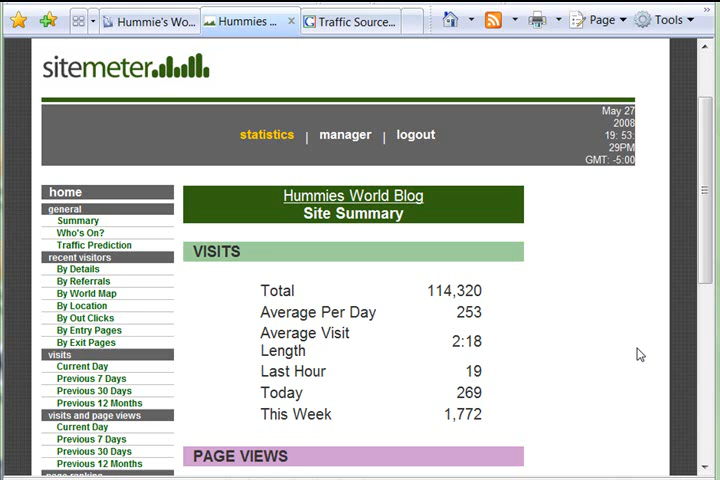 Hummie's Wo...
Hummies ...
Traffic Source...
Page
Tools
sitemeter
May 27
2008
19: 53:
29PM
GMT: -5:00
statistics | manager | logout
home
general
Summary
Who's On?
Traffic Prediction
recent visitors
By Details
By Referrals
By World Map
By Location
By Out Clicks
By Entry Pages
By Exit Pages
visits
Current Day
Previous 7 Days
Previous 30 Days
Previous 12 Months
visits and page views
Current Day
Previous 7 Days
Previous 30 Days
Previous 12 Months
page ranking
Hummies World Blog
Site Summary
VISITS
Total 114,320
Average Per Day 253
Average Visit
Length 2:18
Last Hour 19
Today 269
This Week 1,772
PAGE VIEWS